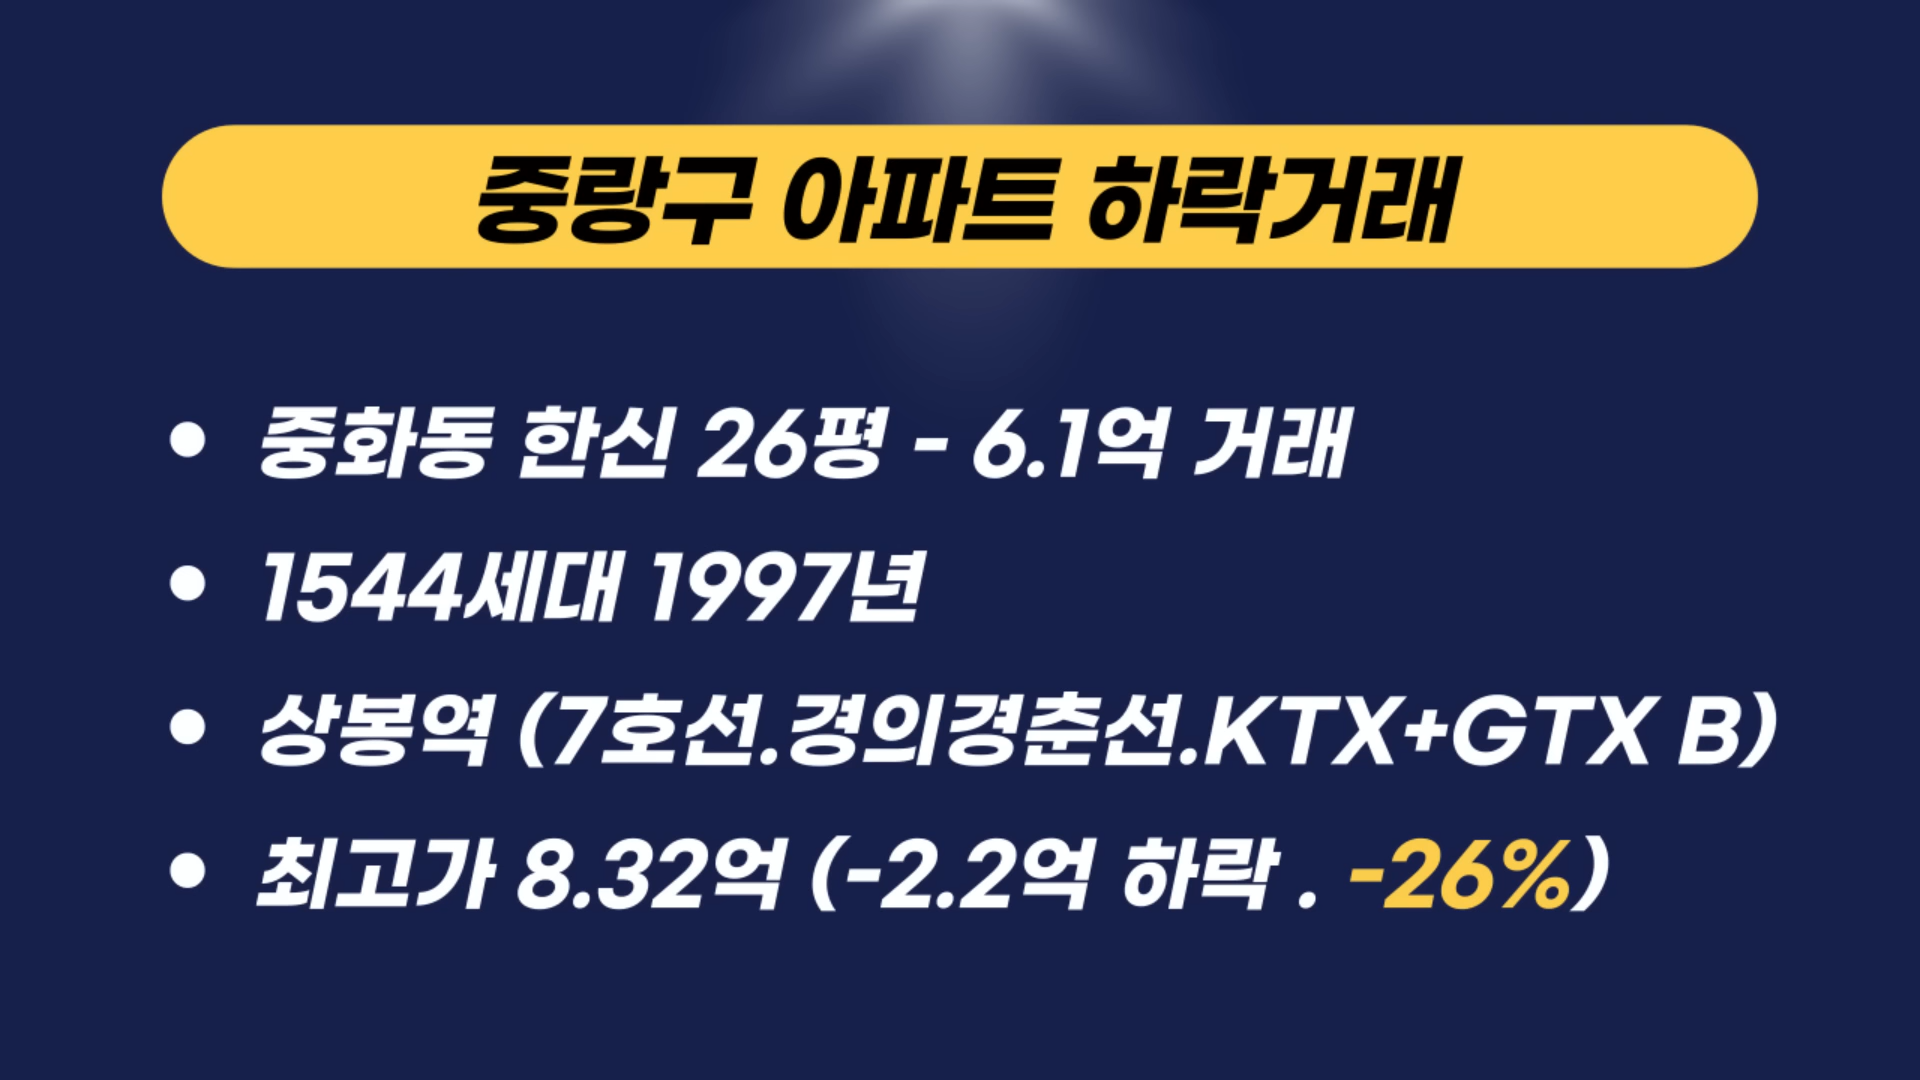 중랑구 아파트 하락거래
• 중화동 한신 26평 - 6.1억 거래
• 1544세대 1997년
• 상봉역 (7호선.경의경춘선.KTX+GTX B)
• 최고가 8.32억 (-2.2억 하락 . -26%)